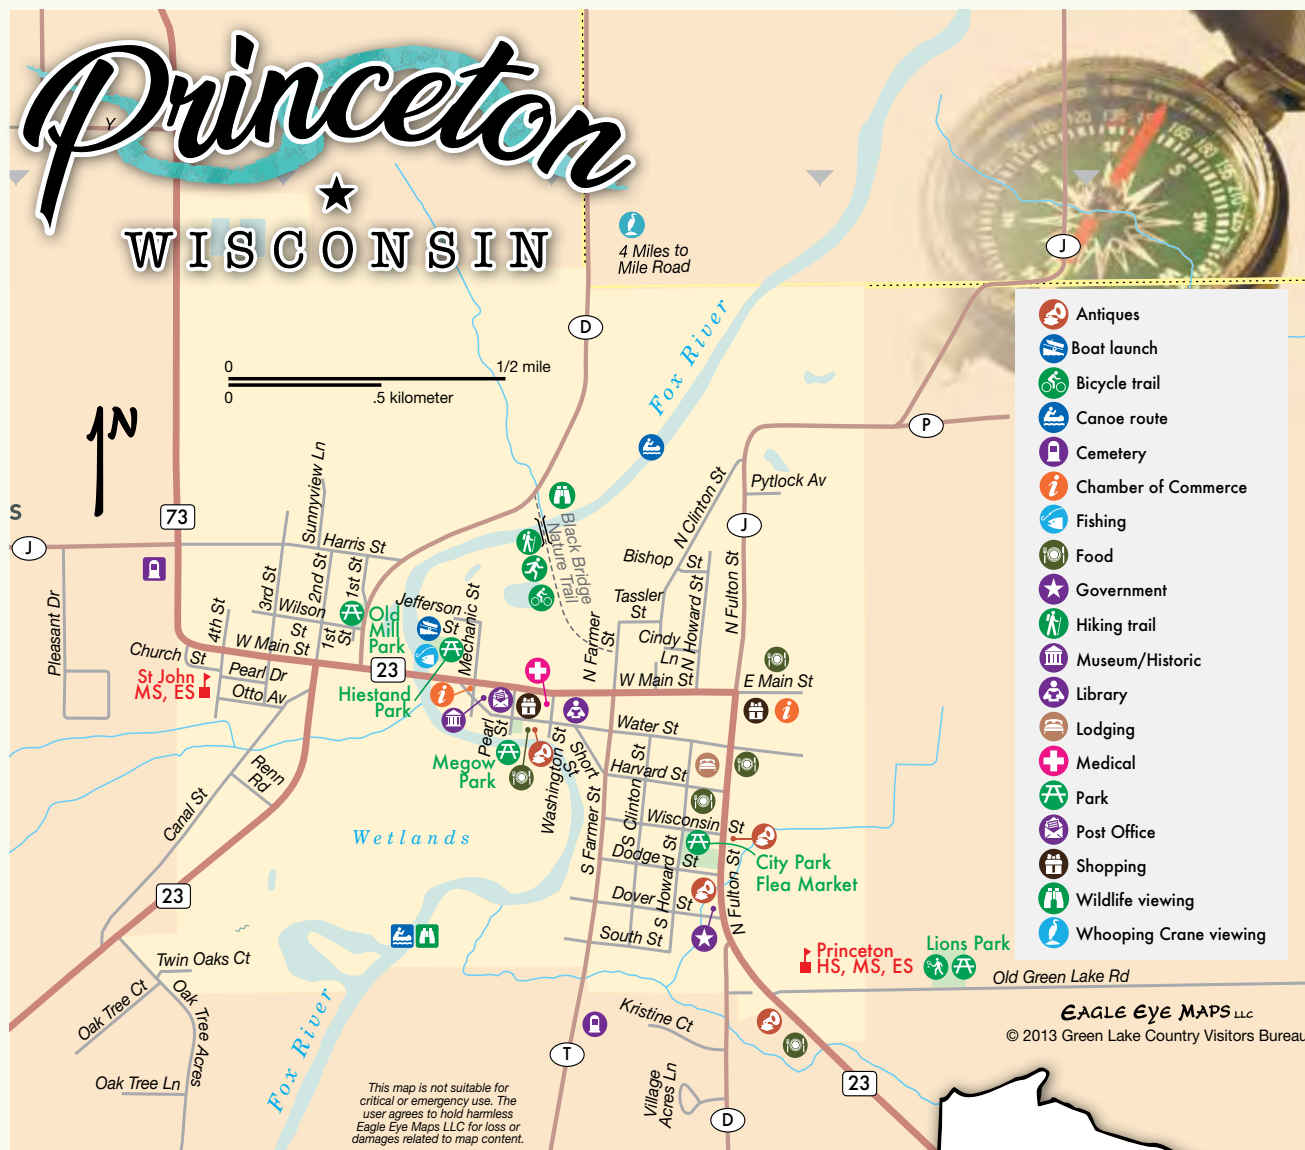 Princeton
WISCONSIN
Y
4 Miles to
Mile Road
J
D
0
1/2 mile
0
.5 kilometer
N
Fox River
P
S
73
J
J
Pytlock Av
N Clinton St
Bishop St
Tassler
St
Cindy
Ln
N Howard St
N Fulton St
N Farmer
St
W Main St
E Main St
Black Bridge
Nature Trail
Sunnyview Ln
Harris St
3rd St
2nd St
1st St
Wilson
St
1st
St
4th St
W Main St
Church St
Pleasant Dr
Pearl Dr
Otto Av
St John
MS, ES
Jefferson
St
Mechanic St
Old
Mill
Park
23
Hiestand
Park
Pearl
St
Megow
Park
Water St
Short
St
Washington St
Harvard St
S Clinton St
S Farmer St
Wisconsin St
Dodge St
S Howard St
Dover St
South St
N Fulton St
City Park
Flea Market
Renn
Rd
Canal St
Wetlands
23
Twin Oaks Ct
Oak Tree Ct
Oak Tree Acres
Oak Tree Ln
Fox River
Kristine Ct
Village
Acres Ln
T
D
23
Princeton
HS, MS, ES
Lions Park
Old Green Lake Rd
Antiques
Boat launch
Bicycle trail
Canoe route
Cemetery
Chamber of Commerce
Fishing
Food
Government
Hiking trail
Museum/Historic
Library
Lodging
Medical
Park
Post Office
Shopping
Wildlife viewing
Whooping Crane viewing
EAGLE EYE MAPS LLC
© 2013 Green Lake Country Visitors Bureau
This map is not suitable for
critical or emergency use. The
user agrees to hold harmless
Eagle Eye Maps LLC for loss or
damages related to map content.